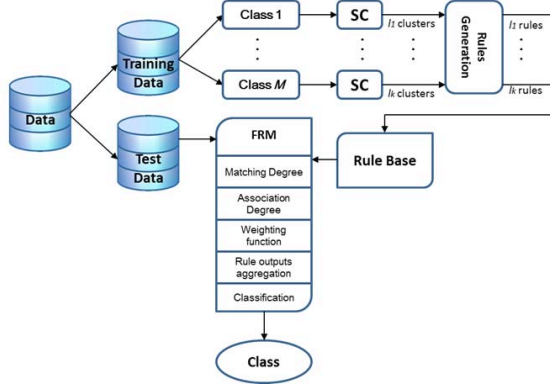 Class 1
SC
l1 clusters
Rules
Generation
l1 rules
Training
Data
Class M
SC
lk clusters
lk rules
Data
Test
Data
FRM
Rule Base
Matching Degree
Association
Degree
Weighting
function
Rule outputs
aggregation
Classification
Class